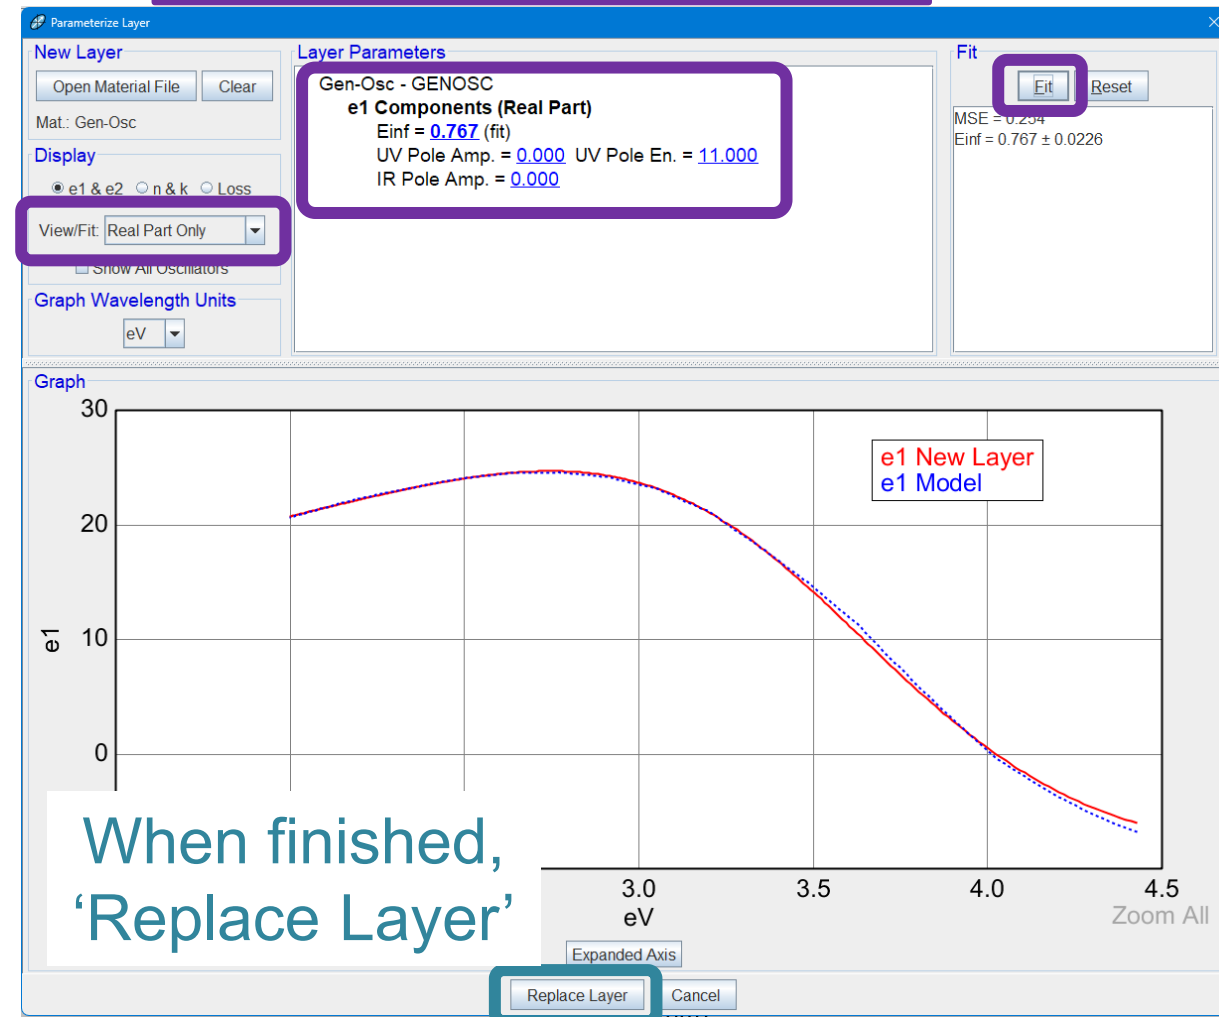 Parameterize Layer
New Layer
Open Material File Clear
Mat.: Gen-Osc
Display
e1 & e2 n & k Loss
View/Fit: Real Part Only
Show All Oscillators
Graph Wavelength Units
eV
Layer Parameters
Gen-Osc - GENOSC
e1 Components (Real Part)
Einf = 0.767 (fit)
UV Pole Amp. = 0.000 UV Pole En. = 11.000
IR Pole Amp. = 0.000
Fit
Fit Reset
MSE = 0.254
Einf = 0.767 ± 0.0226
Graph
30
20
10
0
e1
e1 New Layer
e1 Model
3.0 3.5 4.0 4.5
eV
Zoom All
When finished,
‘Replace Layer’
Expanded Axis
Replace Layer Cancel